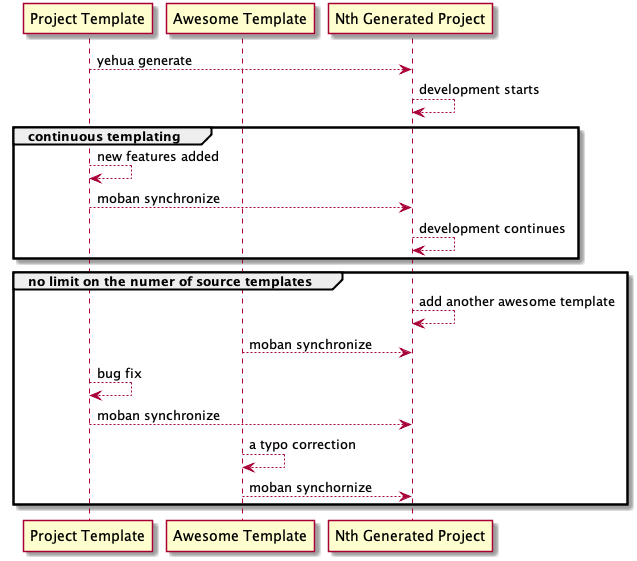 Project Template
Awesome Template
Nth Generated Project
yehua generate
development starts
continuous templating
new features added
moban synchronize
development continues
no limit on the numer of source templates
add another awesome template
moban synchronize
bug fix
moban synchronize
a typo correction
moban synchornize
Project Template
Awesome Template
Nth Generated Project